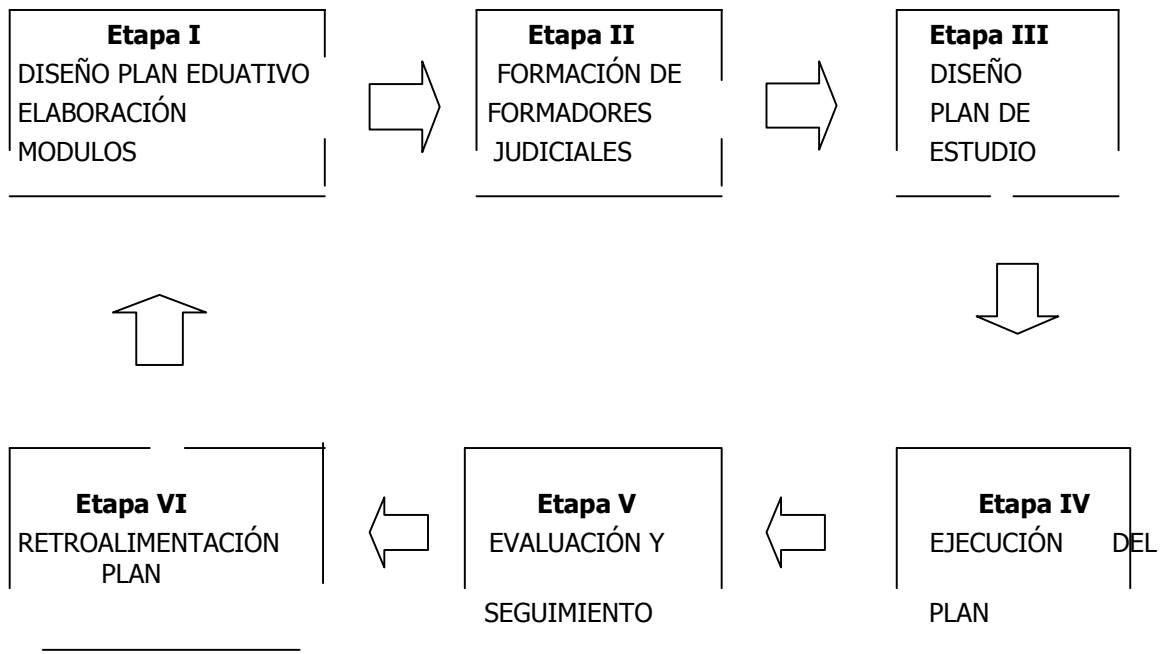 Etapa I
DISEÑO PLAN EDUATIVO
ELABORACIÓN
MODULOS
Etapa II
FORMACIÓN DE
FORMADORES
JUDICIALES
Etapa III
DISEÑO
PLAN DE
ESTUDIO
Etapa IV
EJECUCIÓN DEL
PLAN
Etapa V
EVALUACIÓN Y
SEGUIMIENTO
Etapa VI
RETROALIMENTACIÓN
PLAN